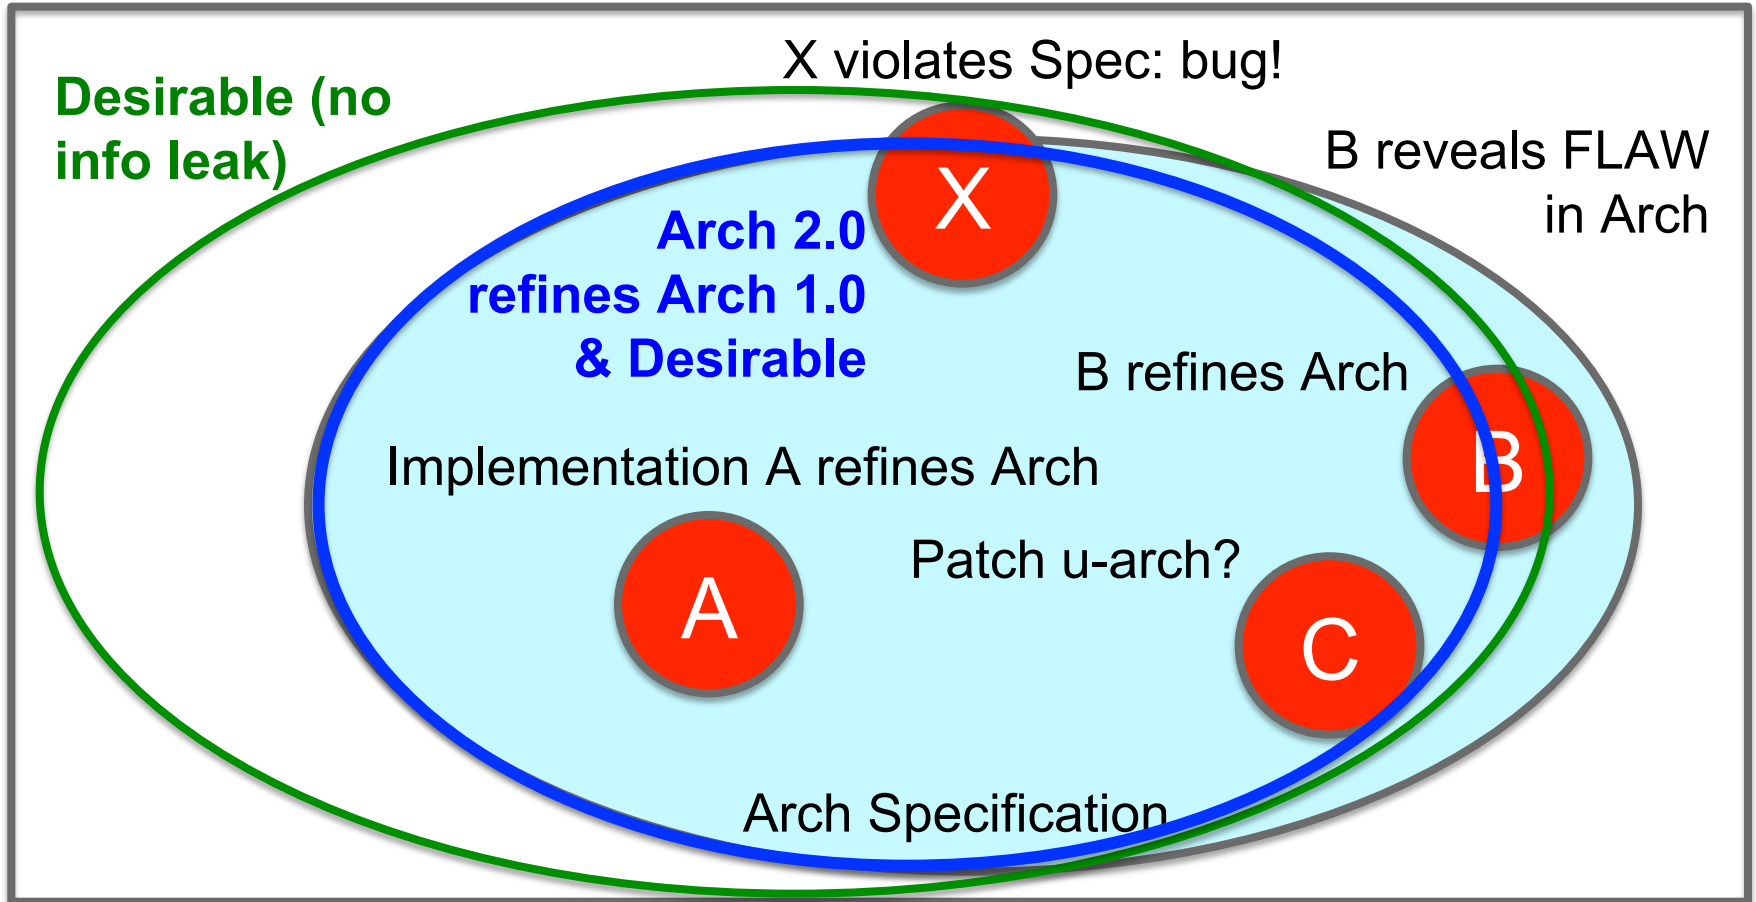 X violates Spec: bug!
Desirable (no
info leak)
B reveals FLAW
in Arch
X
Arch 2.0
refines Arch 1.0
& Desirable
B refines Arch
B
Implementation A refines Arch
Patch u-arch?
A
C
Arch Specification